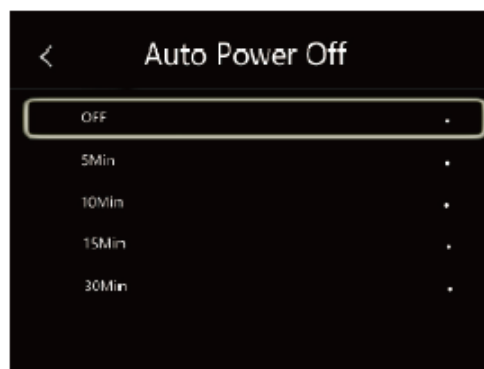 Auto Power Off
OFF
5Min
10Min
15Min
30Min